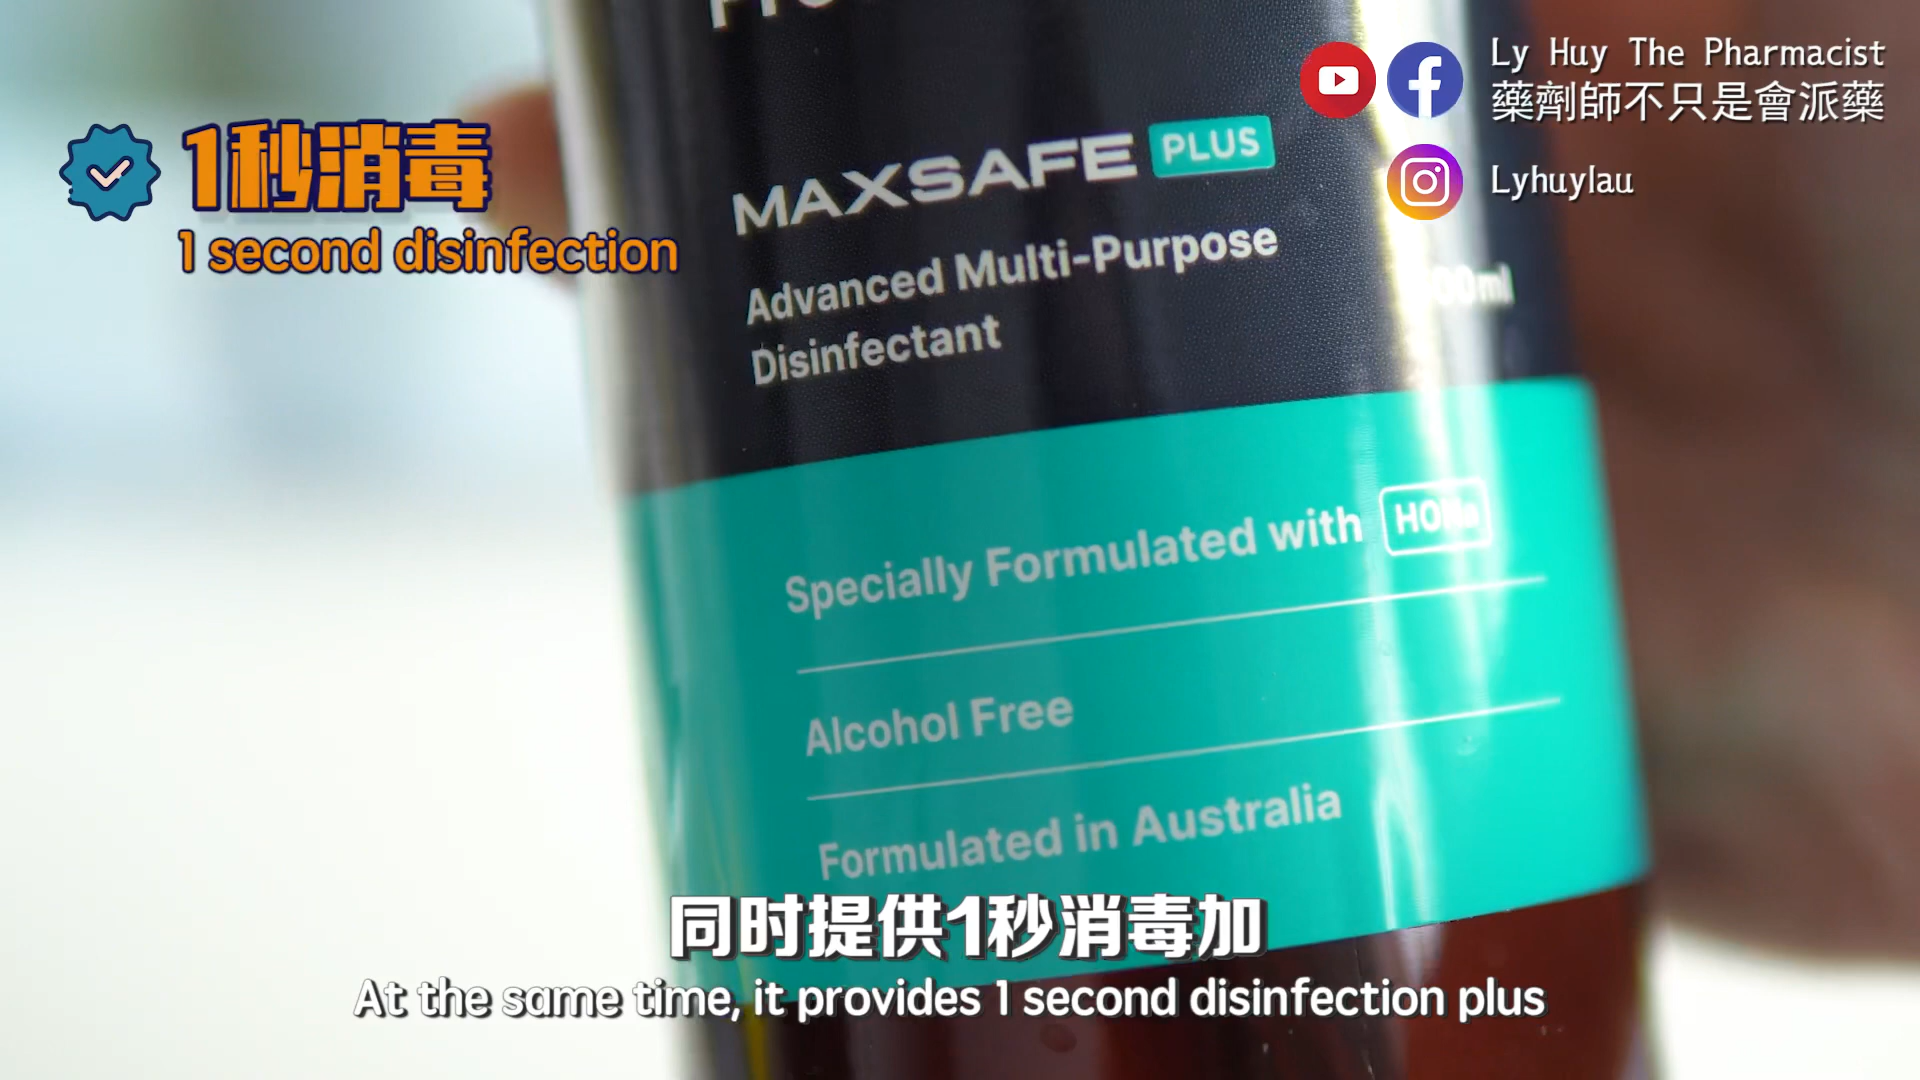 Ly Huy The Pharmacist
藥劑師不只是會派藥
Lyhuylau
1秒消毒
1 second disinfection
MAXSAFE PLUS
Advanced Multi-Purpose
Disinfectant
Specially Formulated with
Alcohol Free
Formulated in Australia
同时提供1秒消毒加
At the same time, it provides 1 second disinfection plus